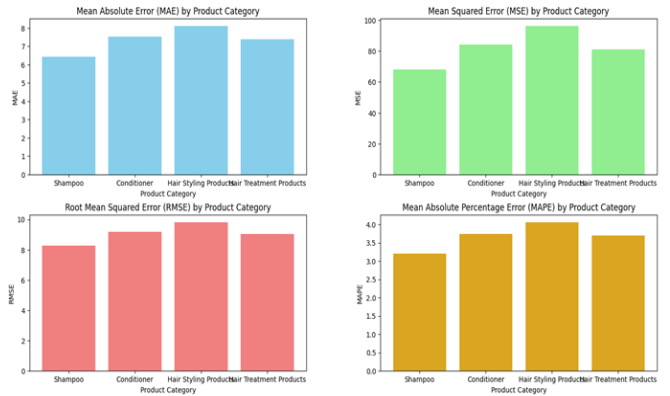 Mean Absolute Error (MAE) by Product Category
8
7
6
5
4
3
2
1
0
MAE
Shampoo Conditioner Hair Styling Products Hair Treatment Products
Product Category
Mean Squared Error (MSE) by Product Category
100
80
60
40
20
0
MSE
Shampoo Conditioner Hair Styling Products Hair Treatment Products
Product Category
Root Mean Squared Error (RMSE) by Product Category
10
8
6
4
2
0
RMSE
Shampoo Conditioner Hair Styling Products Hair Treatment Products
Product Category
Mean Absolute Percentage Error (MAPE) by Product Category
4.0
3.5
3.0
2.5
2.0
1.5
1.0
0.5
0.0
MAPE
Shampoo Conditioner Hair Styling Products Hair Treatment Products
Product Category